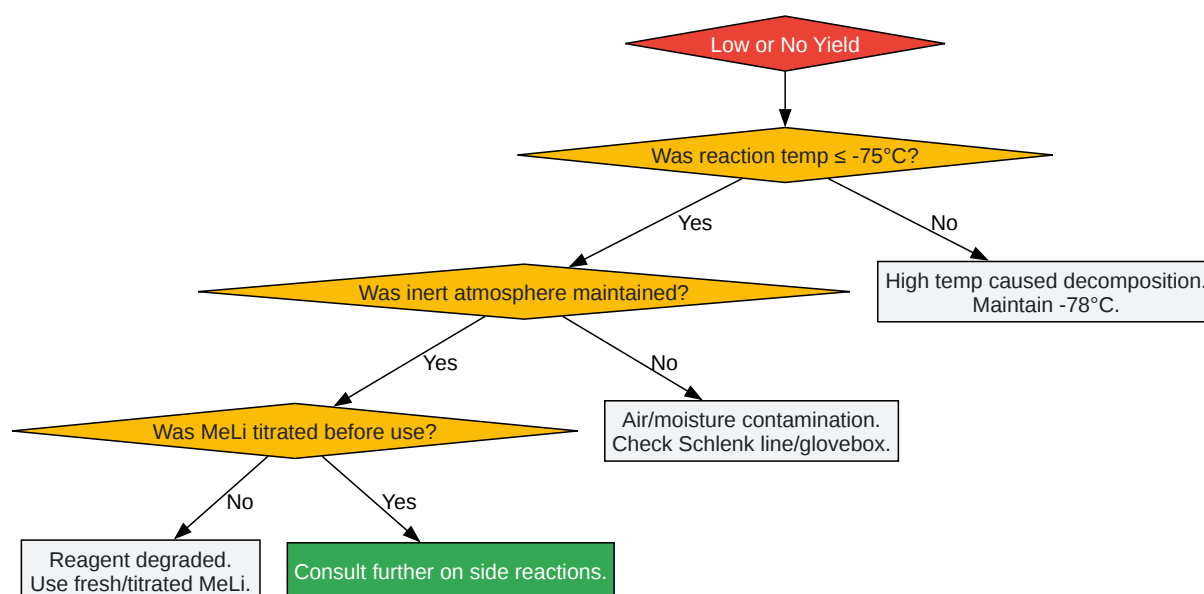 Low or No Yield
Was reaction temp ≤ -75°C?
Yes
No
Was inert atmosphere maintained?
High temp caused decomposition.
Maintain -78°C.
Yes
No
Was MeLi titrated before use?
Air/moisture contamination.
Check Schlenk line/glovebox.
No
Yes
Reagent degraded.
Use fresh/titrated MeLi.
Consult further on side reactions.